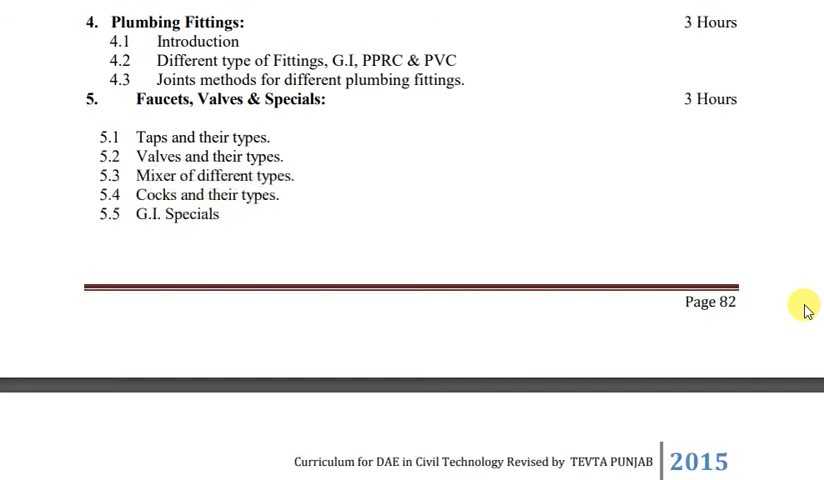 4. Plumbing Fittings: 3 Hours
4.1 Introduction
4.2 Different type of Fittings, G.I, PPRC & PVC
4.3 Joints methods for different plumbing fittings.
5. Faucets, Valves & Specials: 3 Hours
5.1 Taps and their types.
5.2 Valves and their types.
5.3 Mixer of different types.
5.4 Cocks and their types.
5.5 G.I. Specials
Page 82
Curriculum for DAE in Civil Technology Revised by TEVTA PUNJAB 2015